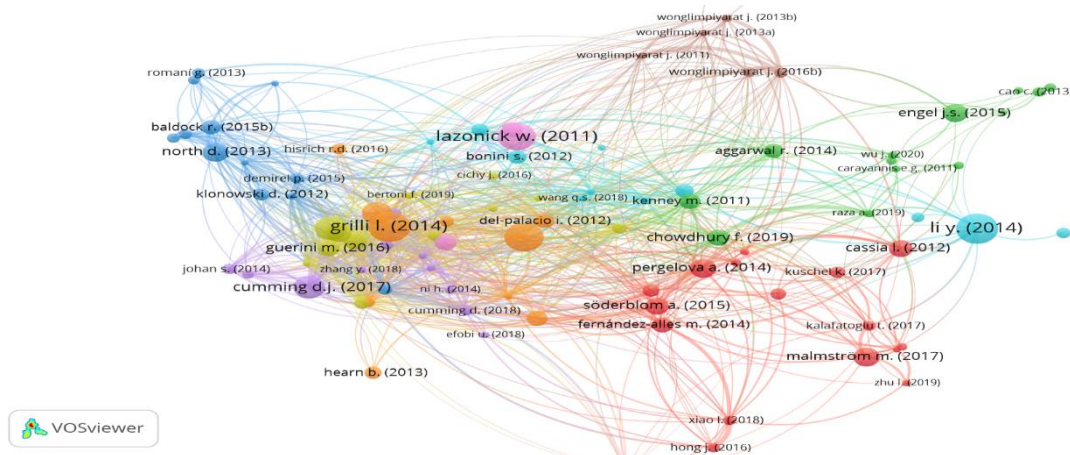 wonglimpiyarat j. (2013b)
wonglimpiyarat j. (2013a)
wonglimpiyarat j. (2011)
wonglimpiyarat j. (2016b)
romaní g. (2013)
cao c. (2013
engel j.s. (2015)
baldock r. (2015b)
lazonick w. (2011)
north d. (2013)
hisrich r.d. (2016)
bonini s. (2012)
aggarwal r. (2014)
wu j. (2020)
carayannis e.g. (2011)
demirel p. (2015)
cichy j. (2016)
klonowski d. (2012)
bertoni f. (2019)
wang q.s. (2018)
kenney m. (2011)
raza a. (2019)
grilli l. (2014)
del-palacio i. (2012)
li y. (2014)
chowdhury f. (2019)
guerini m. (2016)
cassia l. (2012)
johan s. (2014)
zhang y. (2018)
pergelova a. (2014)
kuschel k. (2017)
cumming d.j. (2017)
ni h. (2014)
söderblom a. (2015)
cumming d. (2018)
fernández-alles m. (2014)
kalafatoglu t. (2017)
efobi u. (2018)
malmström m. (2017)
hearn b. (2013)
zhu l. (2019)
xiao l. (2018)
hong j. (2016)
VOSviewer